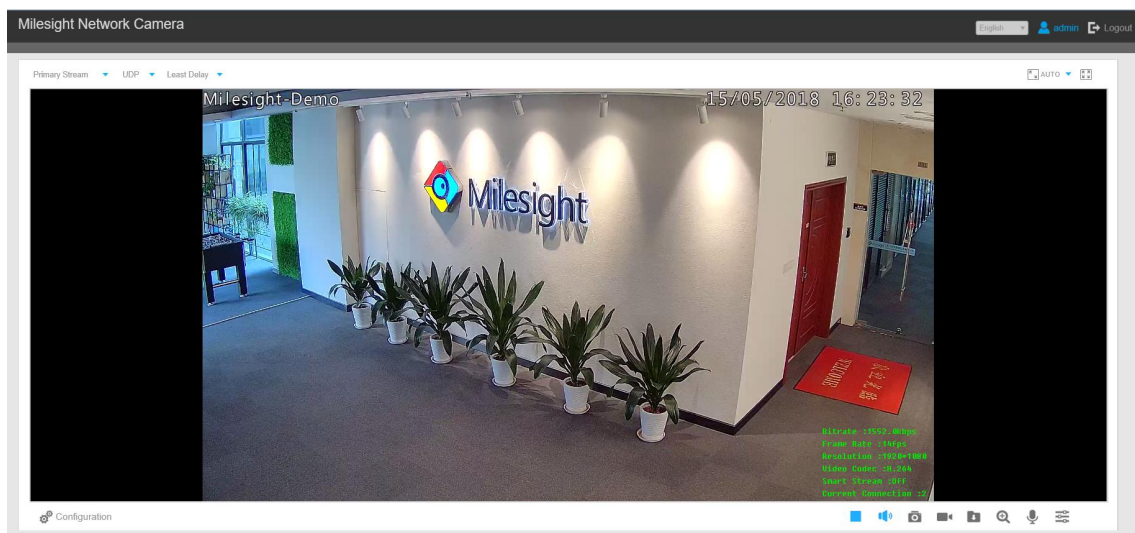 Milesight Network Camera
English
admin
Logout
Primary Stream
UDP
Least Delay
AUTO
Milesight-Demo
15/05/2018 16:23:32
Milesight
WELCOME
Bitrate :1552.0kbps
Frame Rate :14fps
Resolution :1920*1080
Video Codec :H.264
Smart Stream :Off
Current Connection :2
Configuration